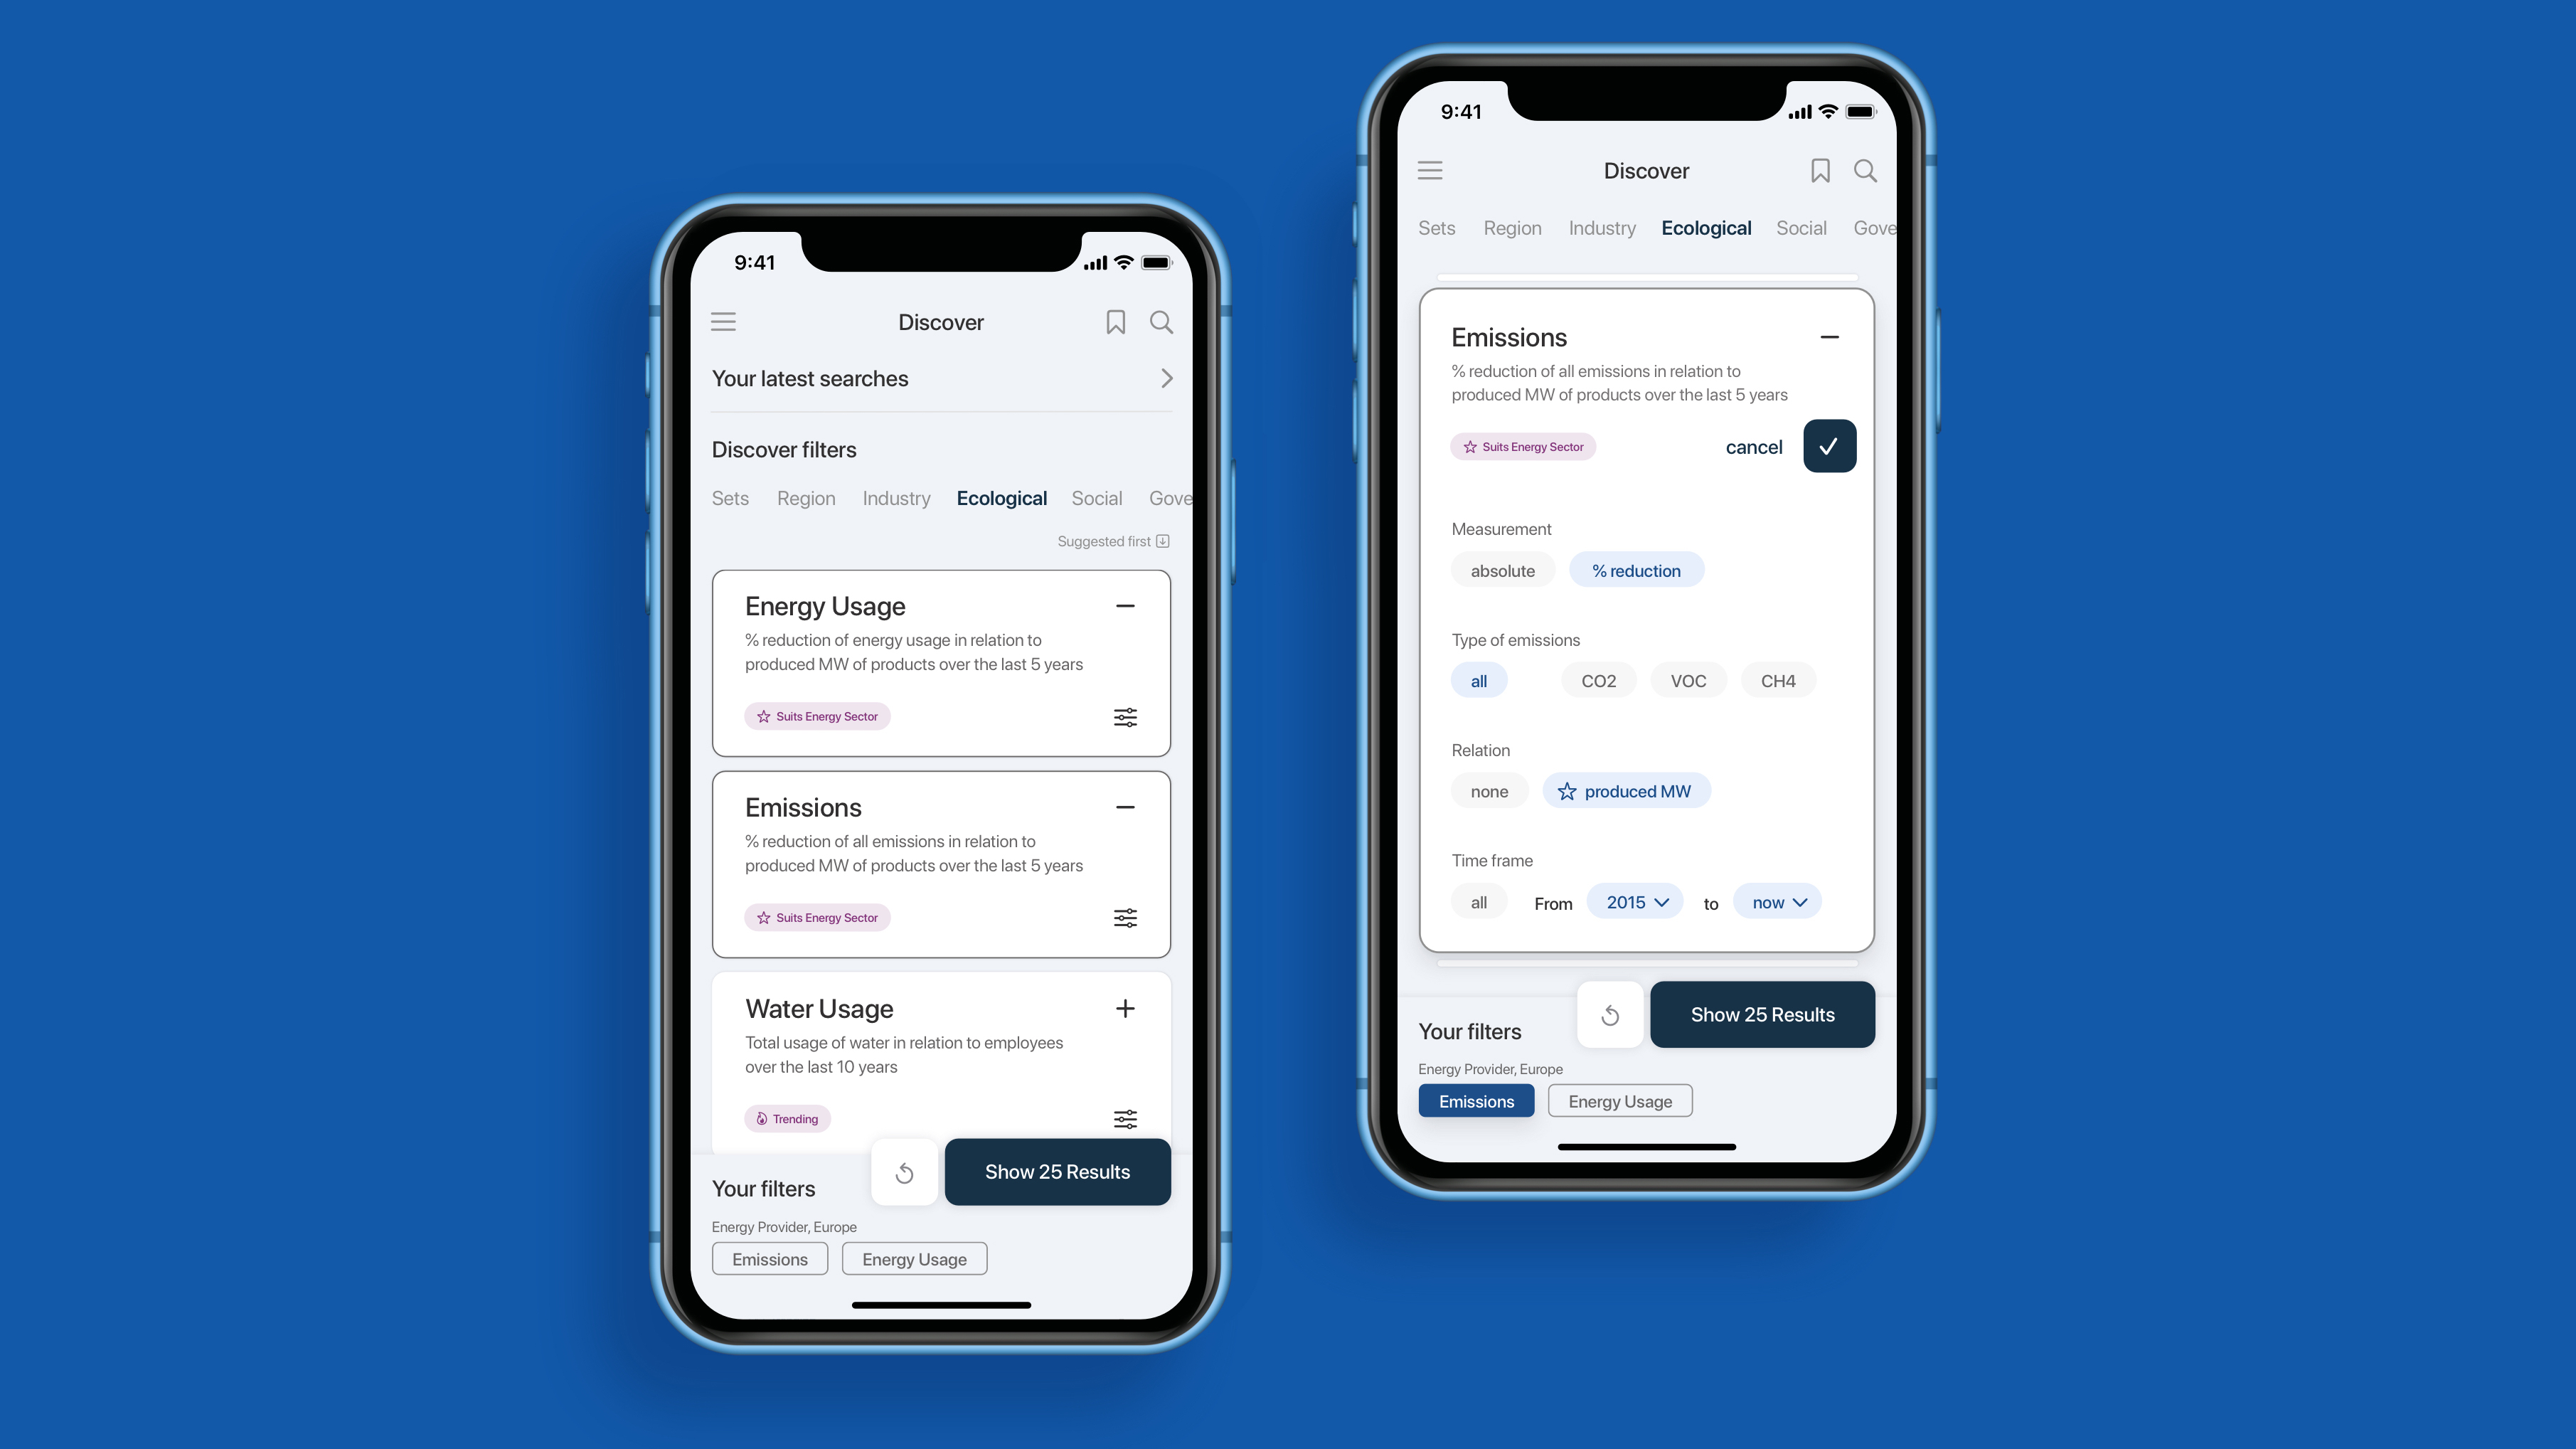 9:41
Discover
Your latest searches
Discover filters
Sets Region Industry Ecological Social Gove
Suggested first
Energy Usage
% reduction of energy usage in relation to
produced MW of products over the last 5 years
Suits Energy Sector
Emissions
% reduction of all emissions in relation to
produced MW of products over the last 5 years
Suits Energy Sector
Water Usage
Total usage of water in relation to employees
over the last 10 years
Trending
Show 25 Results
Your filters
Energy Provider, Europe
Emissions Energy Usage
9:41
Discover
Sets Region Industry Ecological Social Gove
Emissions
% reduction of all emissions in relation to
produced MW of products over the last 5 years
Suits Energy Sector cancel
Measurement
absolute % reduction
Type of emissions
all CO2 VOC CH4
Relation
none produced MW
Time frame
all From 2015 to now
Show 25 Results
Your filters
Energy Provider, Europe
Emissions Energy Usage